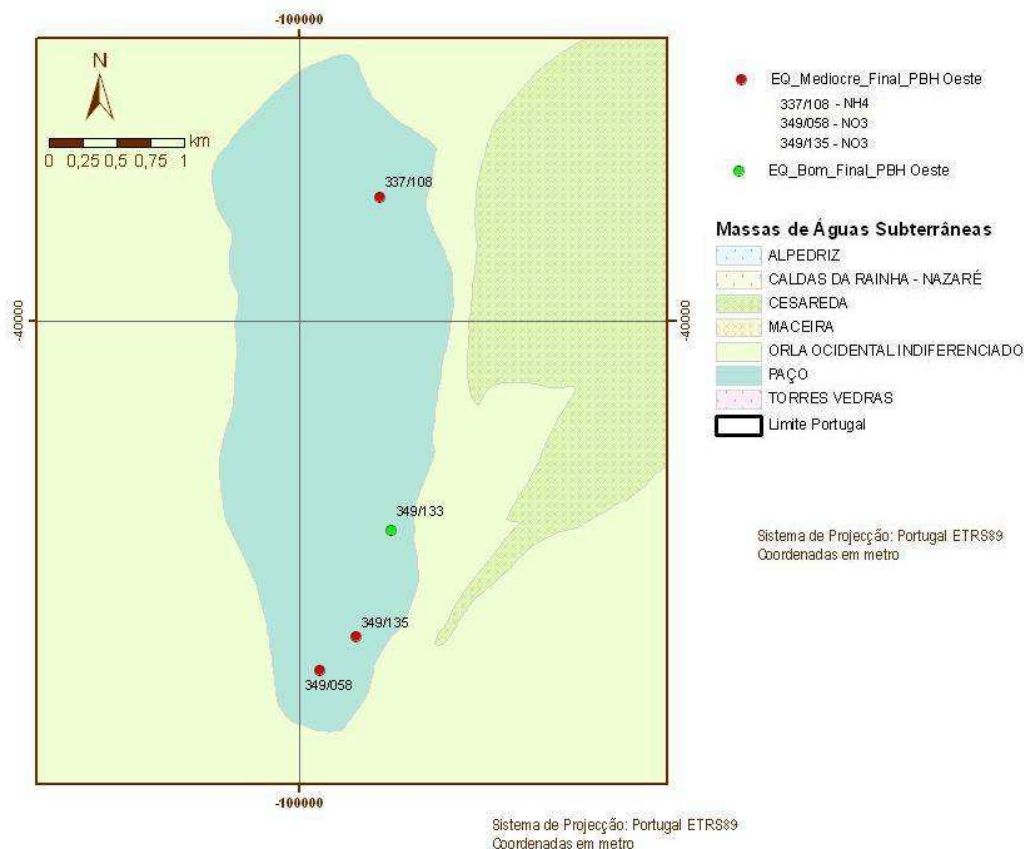 -100000
N
km
0 0,25 0,5 0,75 1
337/108
-40000
-40000
349/133
349/135
349/058
-100000
EQ_Mediocre_Final_PBH Oeste
337/108 - NH4
349/058 - NO3
349/135 - NO3
EQ_Bom_Final_PBH Oeste
Massas de Águas Subterrâneas
ALPEDRIZ
CALDAS DA RAINHA - NAZARÉ
CESAREDA
MACEIRA
ORLA OCIDENTAL INDIFERENCIADO
PAÇO
TORRES VEDRAS
Limite Portugal
Sistema de Projecção: Portugal ETRS89
Coordenadas em metro
Sistema de Projecção: Portugal ETRS89
Coordenadas em metro